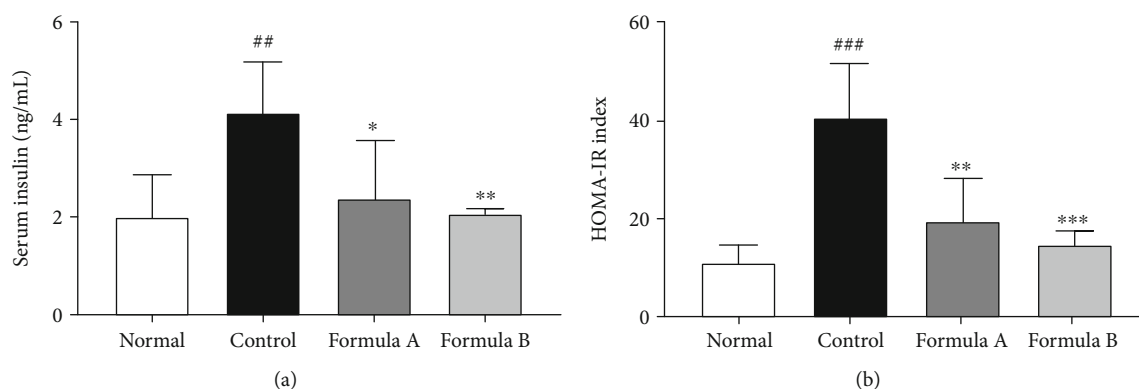 Serum insulin (ng/mL)
6
4
2
0
##
*
**
Normal Control Formula A Formula B
(a)
HOMA-IR index
60
40
20
0
###
**
***
Normal Control Formula A Formula B
(b)